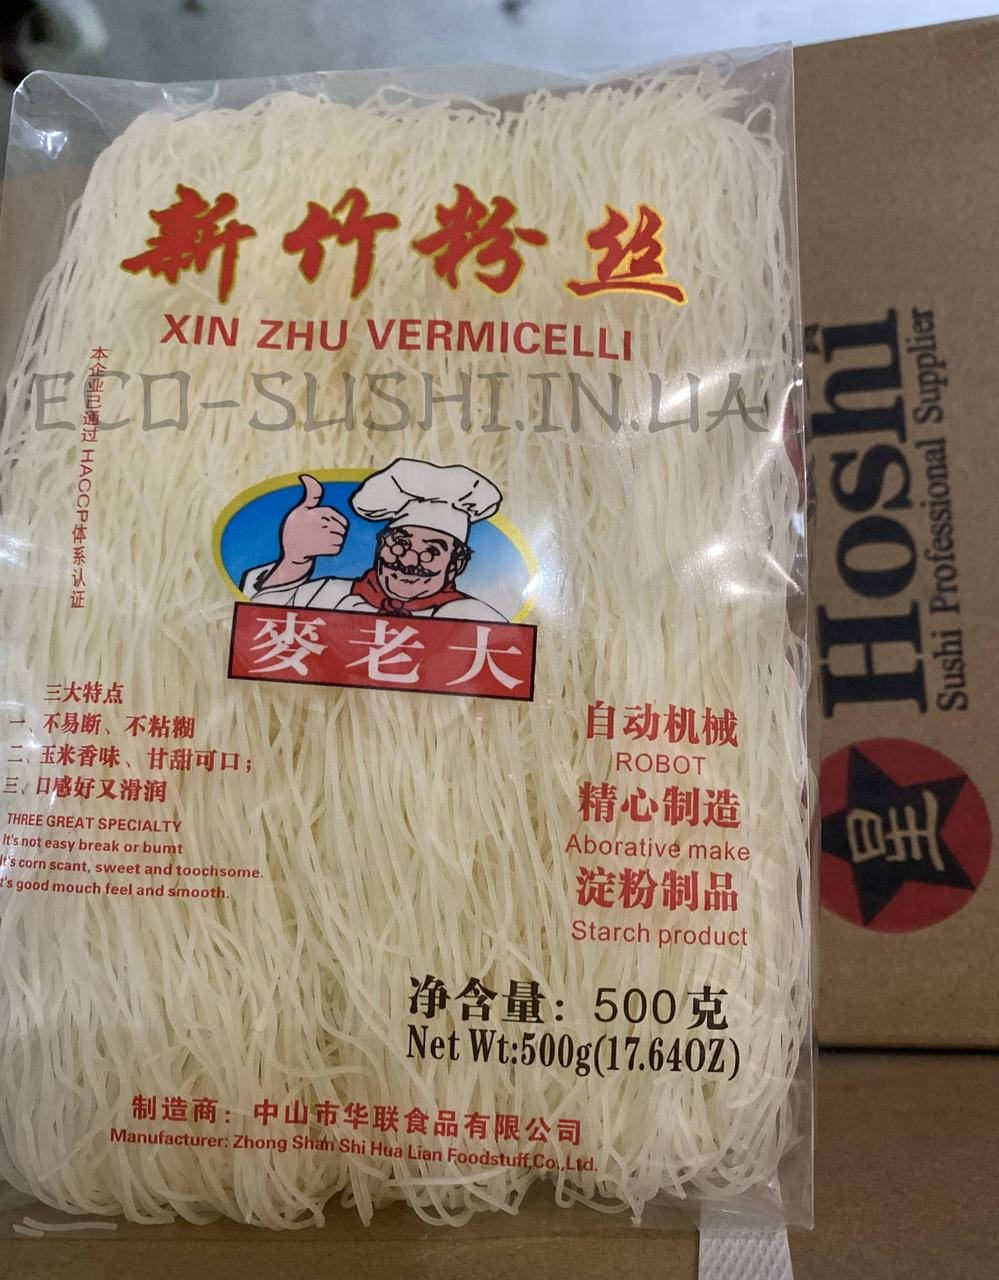 新竹粉丝
XIN ZHU VERMICELLI
本企业已通过 HACCP体系认证
ECO-SUSHI.IN.UA
麥老大
三大特点
一、不易断、不粘糊
二、玉米香味、甘甜可口；
三、口感好又滑润
THREE GREAT SPECIALTY
It's not easy break or bumt
It's corn scant, sweet and toochsome.
t's good mouch feel and smooth.
自动机械
ROBOT
精心制造
Aborative make
淀粉制品
Starch product
净含量：500克
Net Wt:500g(17.64OZ)
制造商：中山市华联食品有限公司
Manufacturer: Zhong Shan Shi Hua Lian Foodstuff,Co.,Ltd.
Hoshi
Sushi Professional Supplier
星